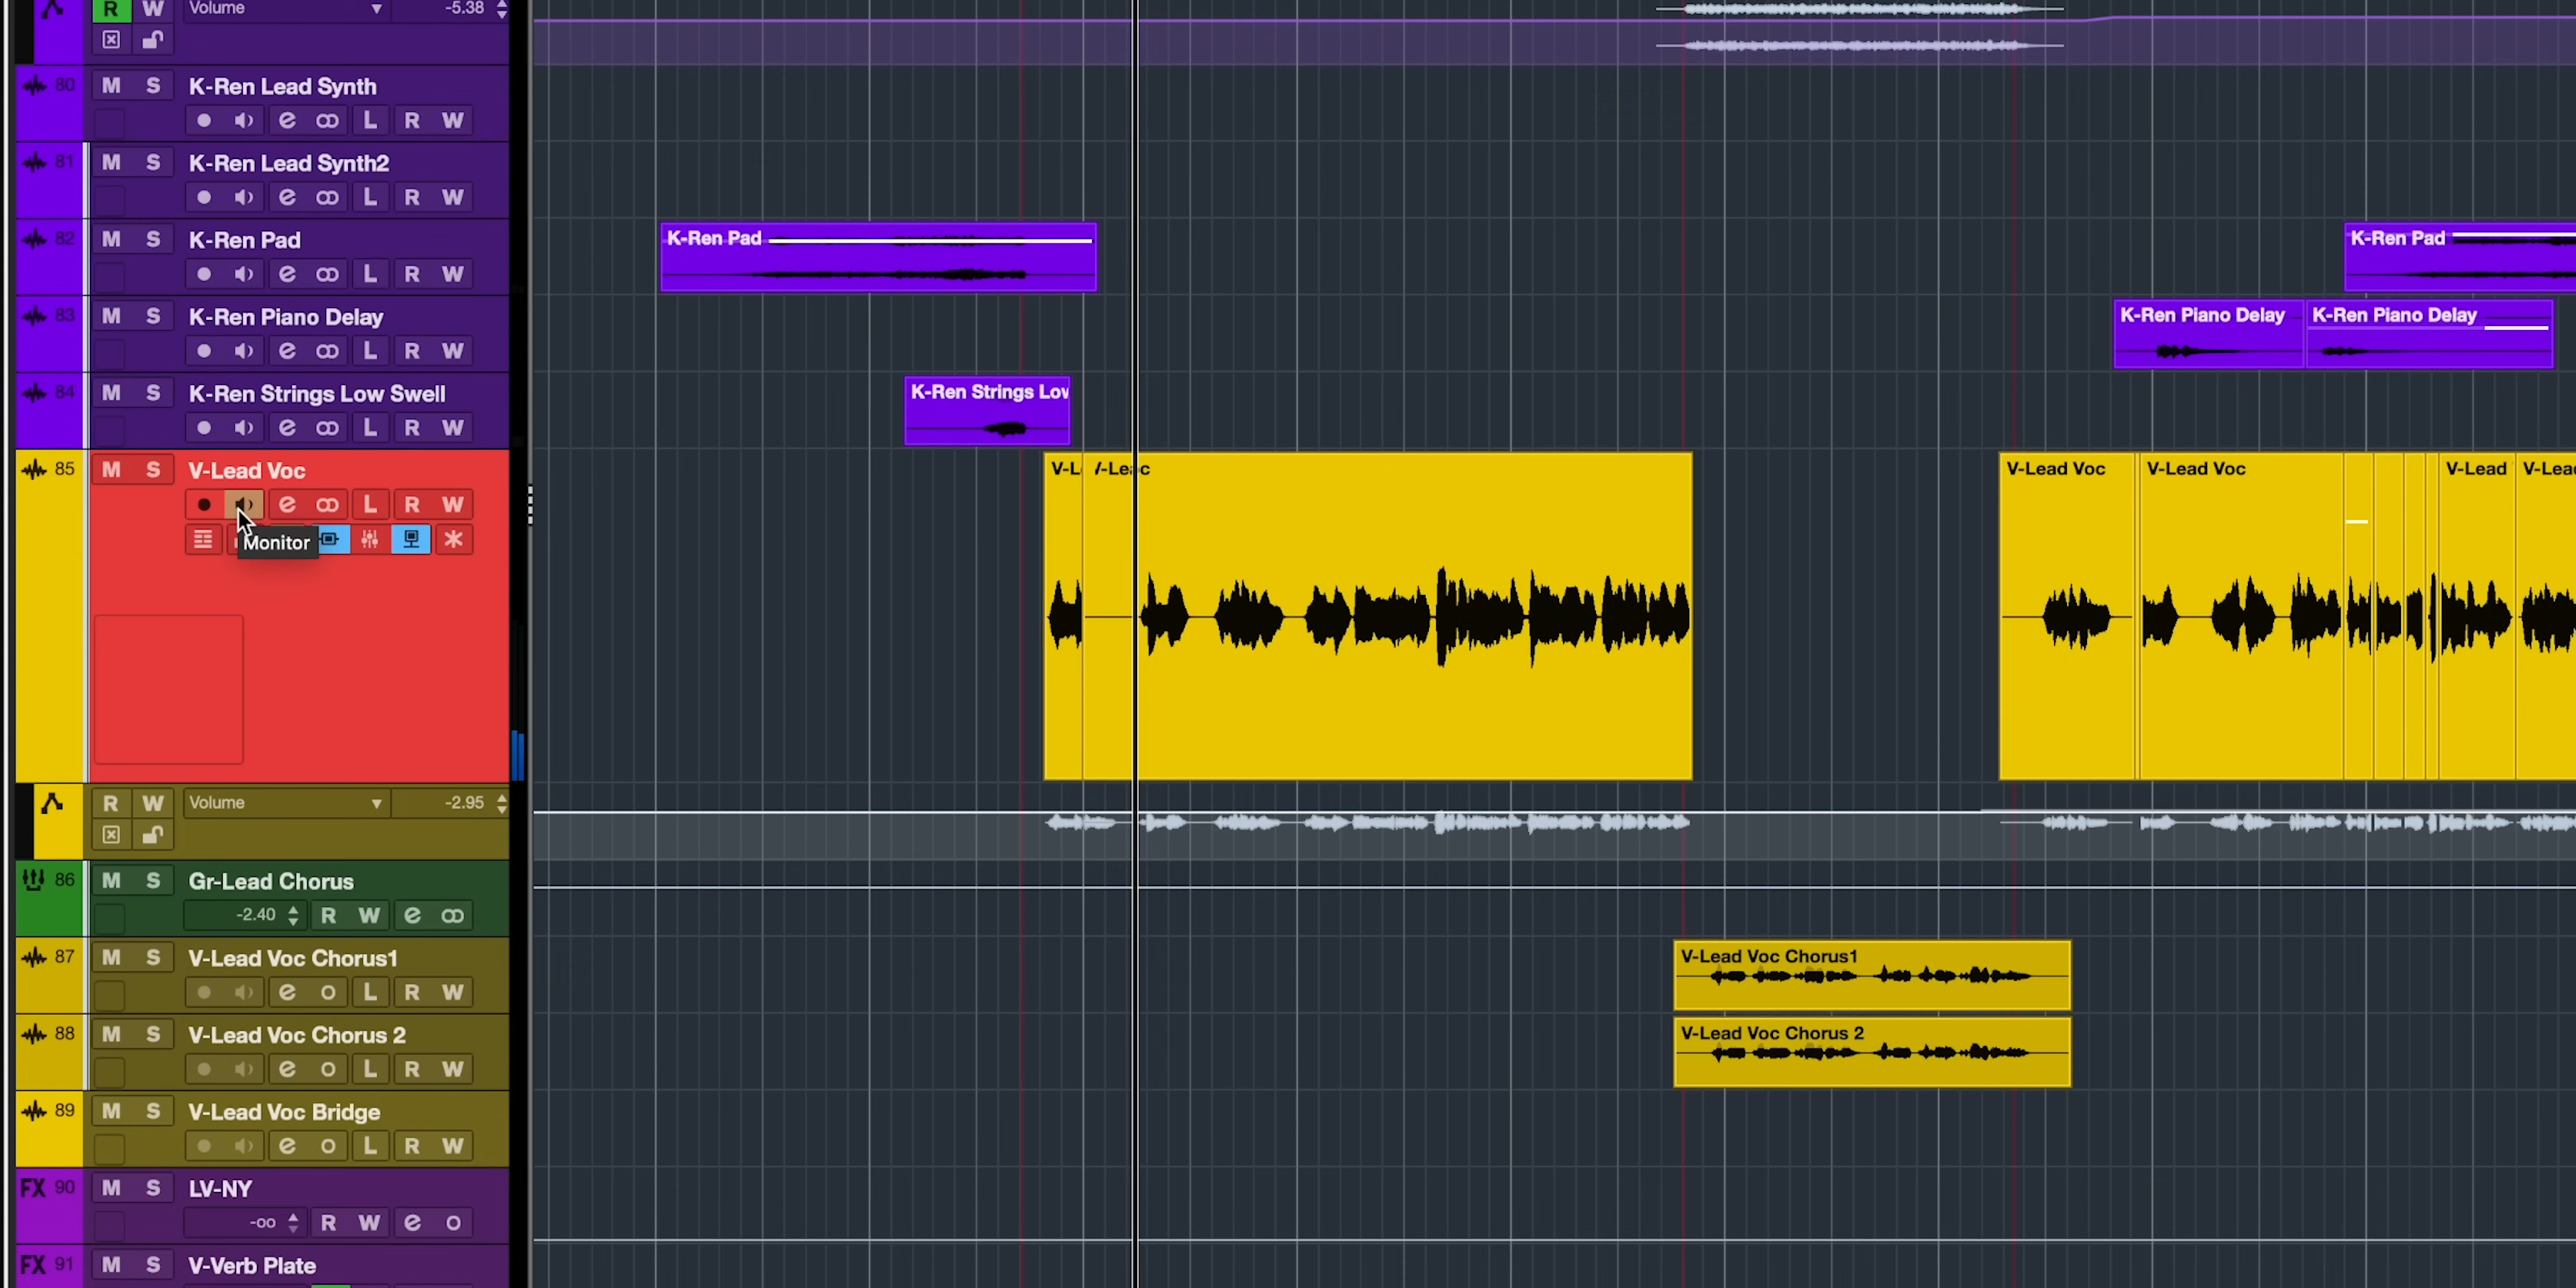 R W Volume -5.38
80 M S K-Ren Lead Synth
e L R W
81 M S K-Ren Lead Synth2
e L R W
82 M S K-Ren Pad
e L R W
K-Ren Pad
K-Ren Pad
83 M S K-Ren Piano Delay
e L R W
K-Ren Piano Delay
K-Ren Piano Delay
84 M S K-Ren Strings Low Swell
e L R W
K-Ren Strings Lov
85 M S V-Lead Voc
e L R W
Monitor
V-L
V-Lead Voc
V-Lead Voc
V-Lead
V-Lea
R W Volume -2.95
86 M S Gr-Lead Chorus
-2.40 R W e
87 M S V-Lead Voc Chorus1
e L R W
V-Lead Voc Chorus1
88 M S V-Lead Voc Chorus 2
e L R W
V-Lead Voc Chorus 2
89 M S V-Lead Voc Bridge
e L R W
FX 90 M S LV-NY
-oo R W e
FX 91 M S V-Verb Plate